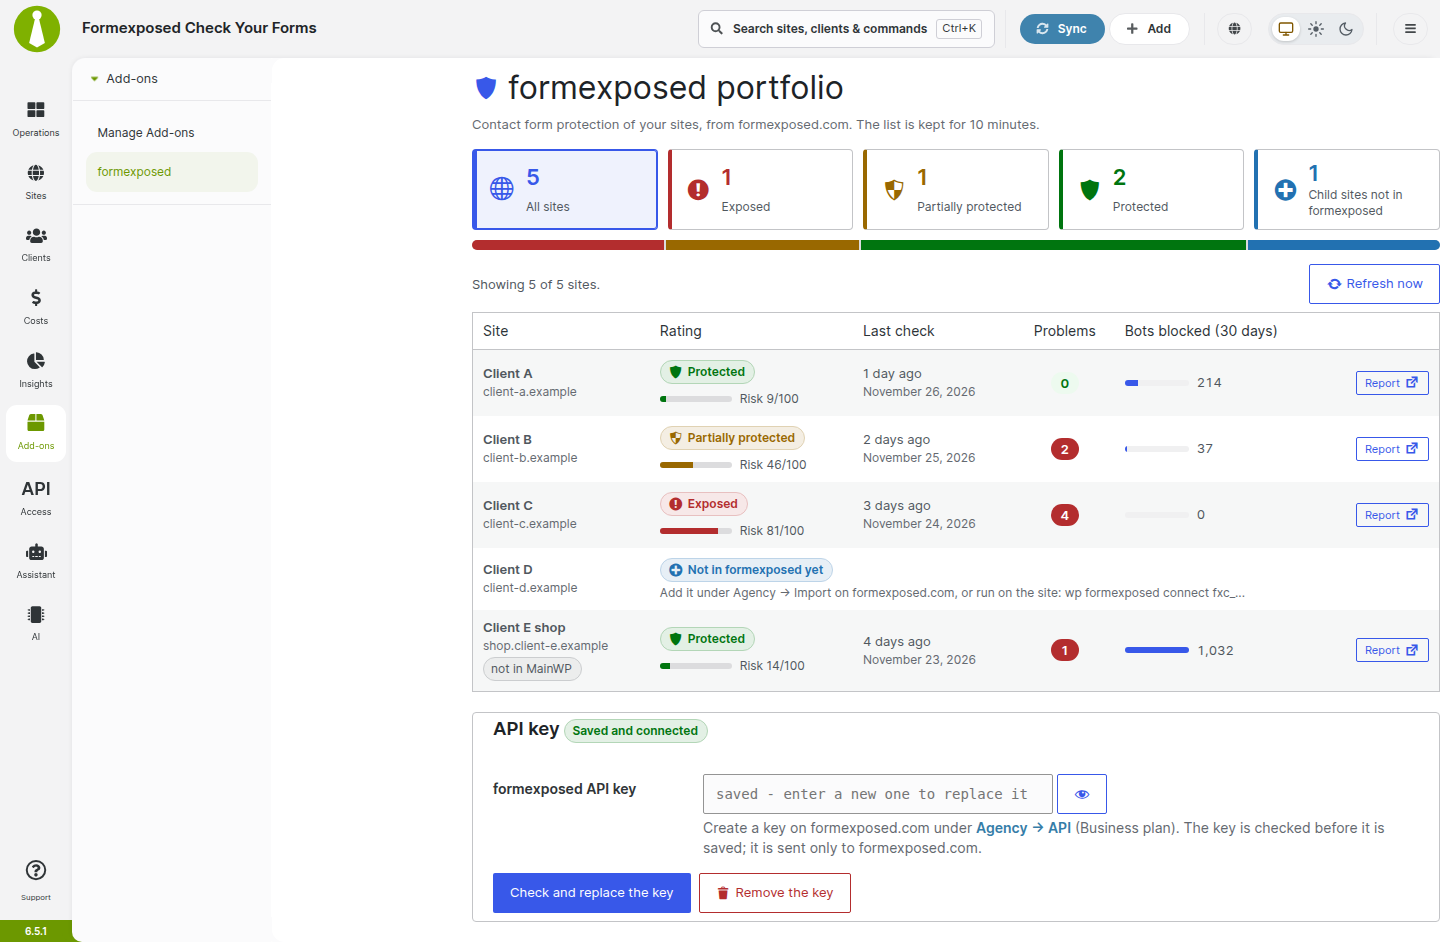 Formexposed Check Your Forms
Search sites, clients & commands Ctrl+K
Sync
Add
Operations
Sites
Clients
Costs
Insights
Add-ons
API
Access
Assistant
AI
Support
6.5.1
Add-ons
Manage Add-ons
formexposed
formexposed portfolio
Contact form protection of your sites, from formexposed.com. The list is kept for 10 minutes.
5
All sites
1
Exposed
1
Partially protected
2
Protected
1
Child sites not in
formexposed
Showing 5 of 5 sites.
Refresh now
Site Rating Last check Problems Bots blocked (30 days)
Client A
client-a.example
Protected
Risk 9/100
1 day ago
November 26, 2026
0
214
Report
Client B
client-b.example
Partially protected
Risk 46/100
2 days ago
November 25, 2026
2
37
Report
Client C
client-c.example
Exposed
Risk 81/100
3 days ago
November 24, 2026
4
0
Report
Client D
client-d.example
Not in formexposed yet
Add it under Agency → Import on formexposed.com, or run on the site: wp formexposed connect fxc_...
Client E shop
shop.client-e.example
not in MainWP
Protected
Risk 14/100
4 days ago
November 23, 2026
1
1,032
Report
API key Saved and connected
formexposed API key
saved - enter a new one to replace it
Create a key on formexposed.com under Agency → API (Business plan). The key is checked before it is
saved; it is sent only to formexposed.com.
Check and replace the key
Remove the key